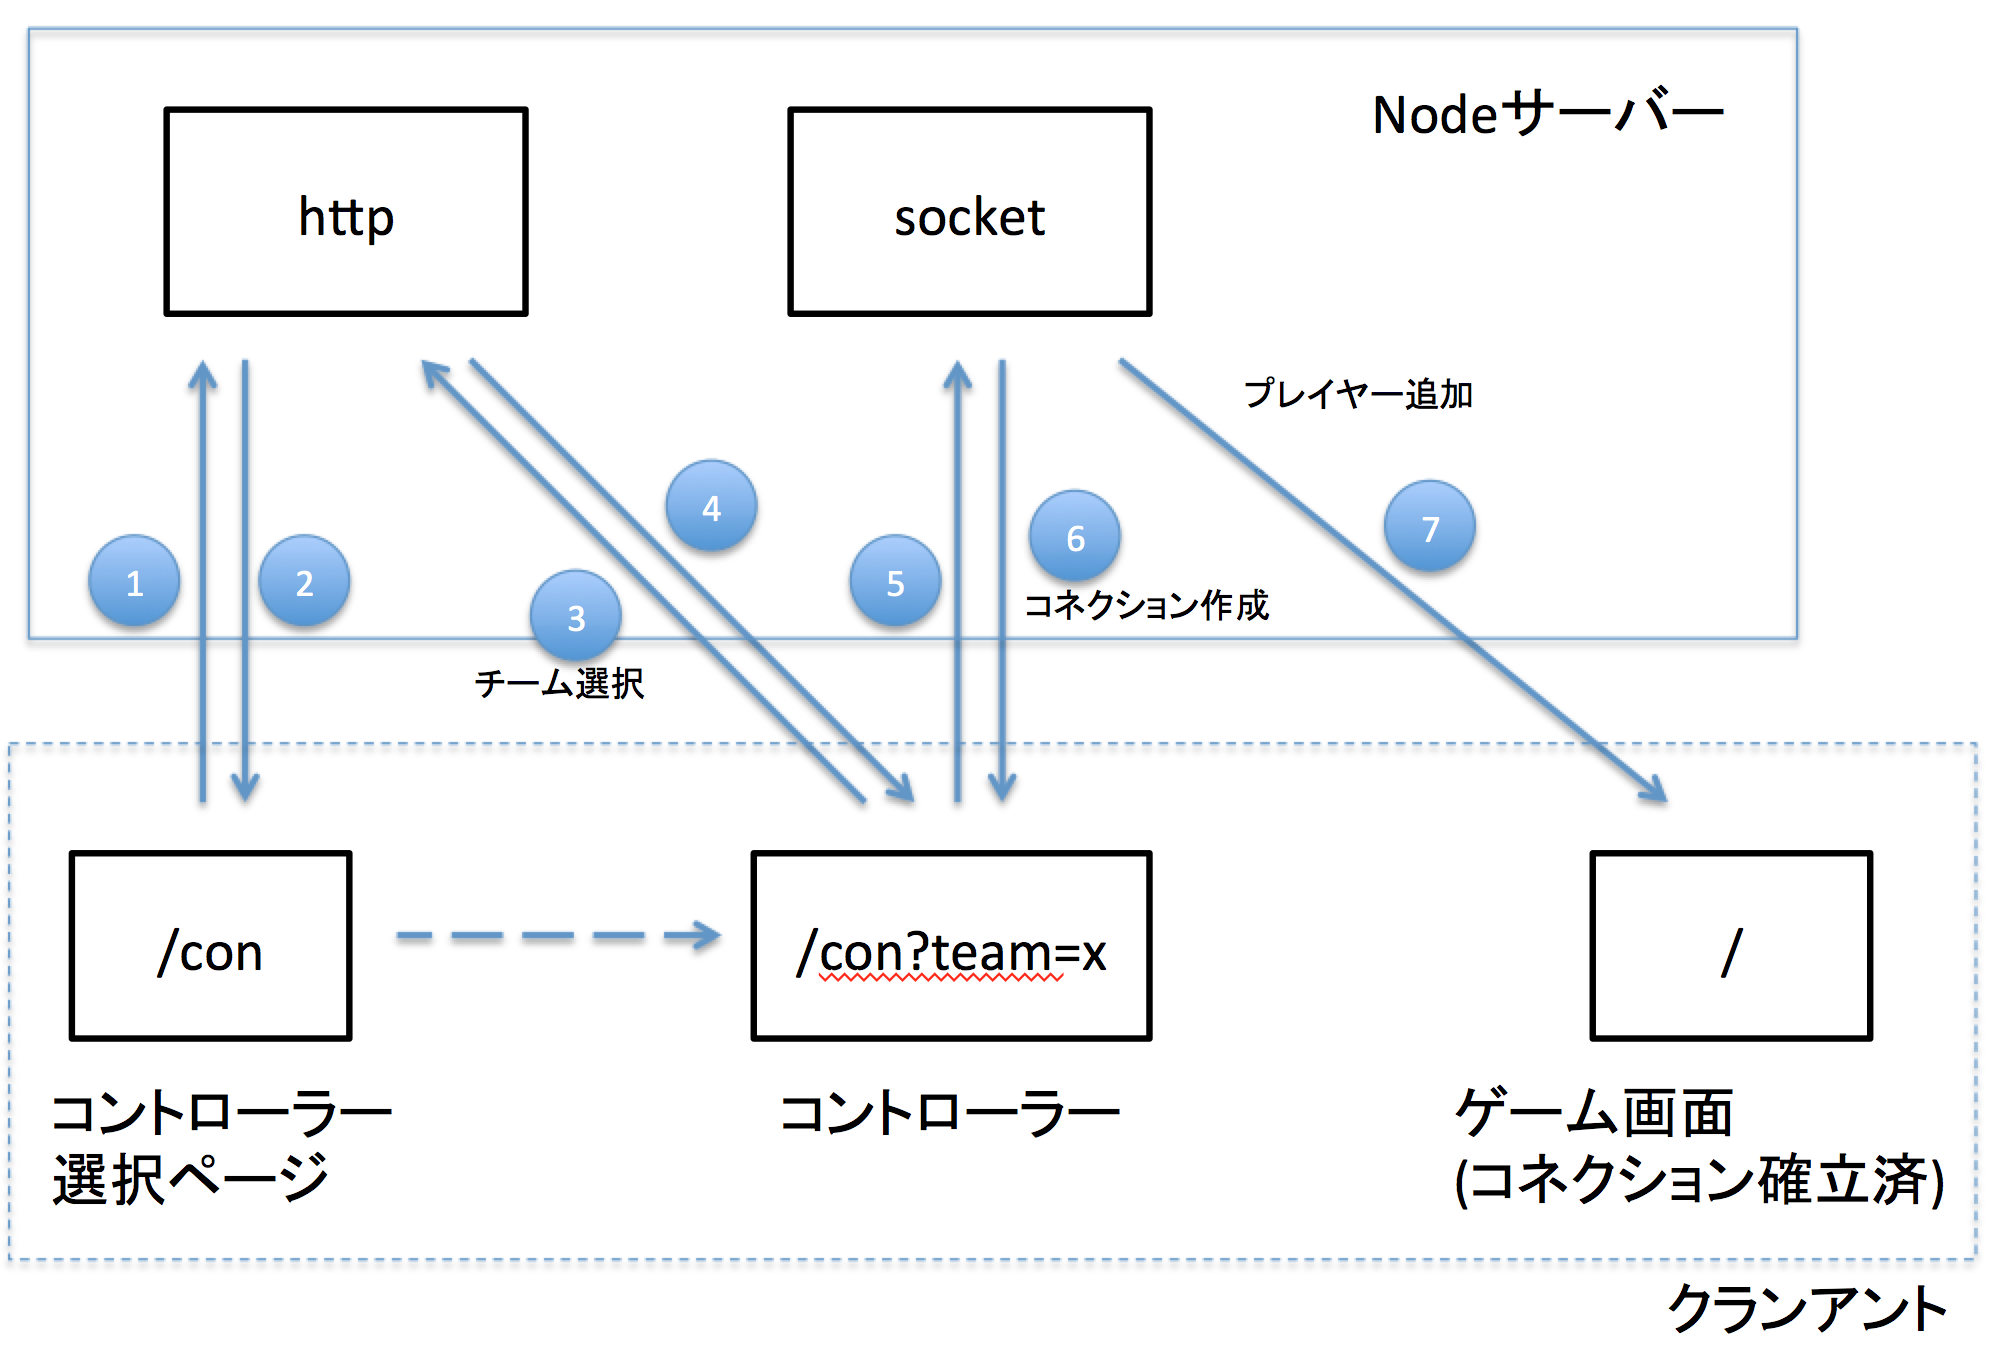 Nodeサーバー
http
socket
プレイヤー追加
4
7
6
1
2
5
3
コネクション作成
チーム選択
/con
/con?team=x
/
コントローラー
選択ページ
コントローラー
ゲーム画面
(コネクション確立済)
クランアント